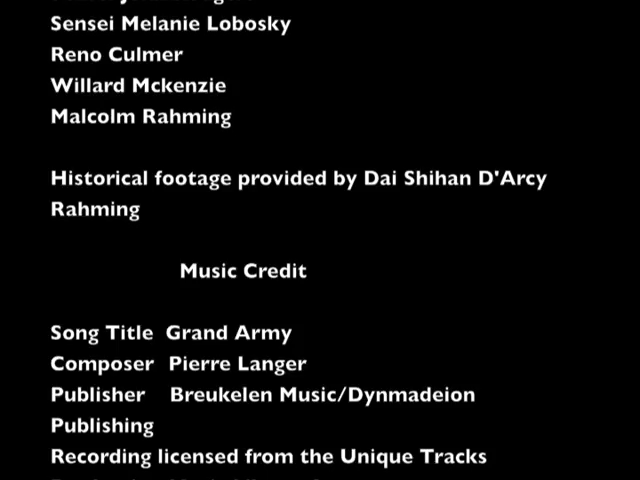 Sensei Melanie Lobosky
Reno Culmer
Willard Mckenzie
Malcolm Rahming
Historical footage provided by Dai Shihan D'Arcy
Rahming
Music Credit
Song Title Grand Army
Composer Pierre Langer
Publisher Breukelen Music/Dynmadeion
Publishing
Recording licensed from the Unique Tracks